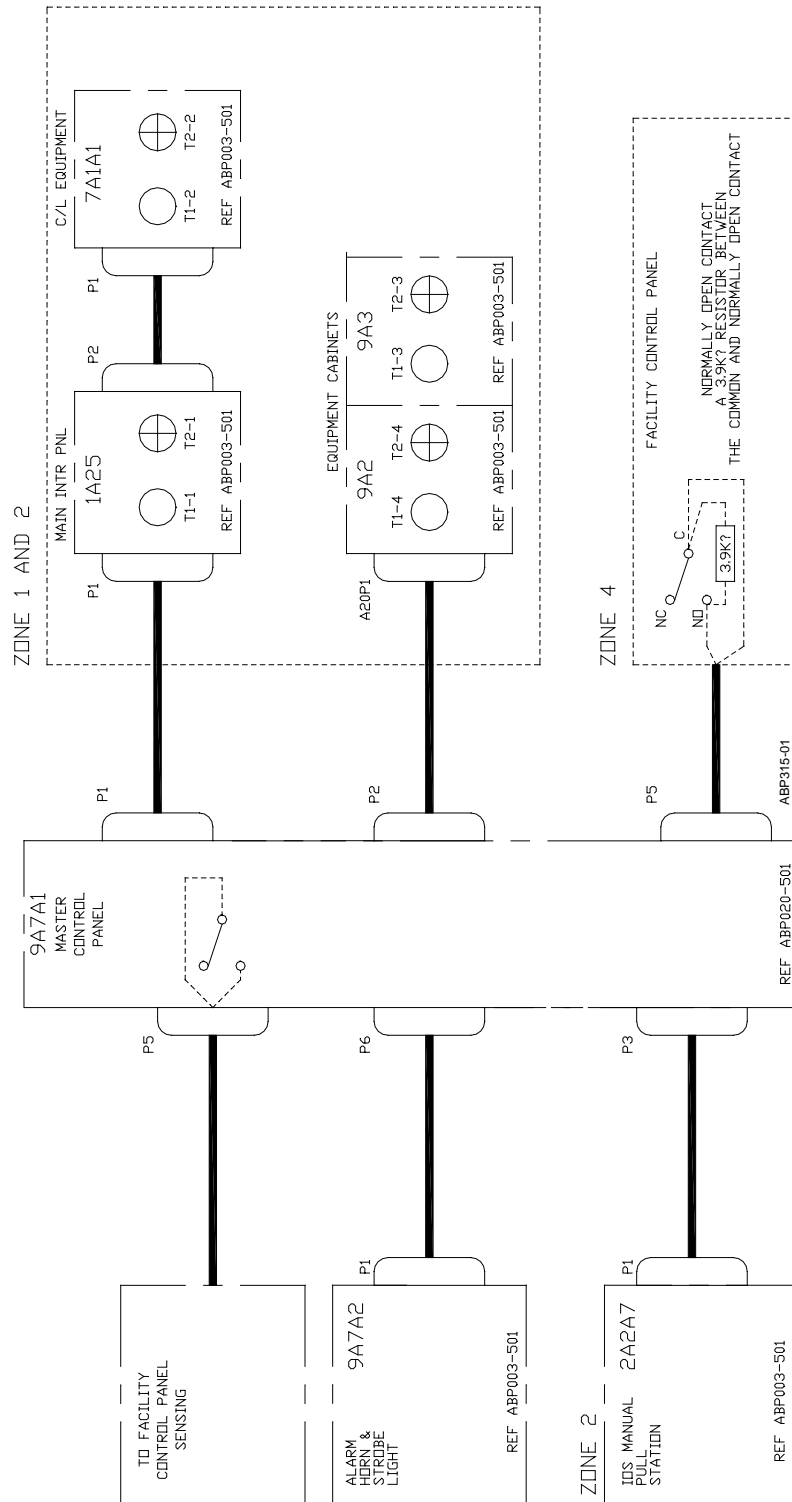 ZONE 1 AND 2
MAIN INTR PNL
1A25
P1
P2
T1-1
T2-1
REF ABP003-501
C/L EQUIPMENT
7A1A1
P1
T1-2
T2-2
REF ABP003-501
EQUIPMENT CABINETS
9A2
9A3
A20P1
T1-4
T2-4
T1-3
T2-3
REF ABP003-501
REF ABP003-501
ZONE 4
FACILITY CONTROL PANEL
NC
C
NO
3.9K?
NORMALLY OPEN CONTACT
A 3.9K? RESISTOR BETWEEN
THE COMMON AND NORMALLY OPEN CONTACT
9A7A1
MASTER
CONTROL
PANEL
P1
P2
P5
P5
P6
P3
ABP315-01
REF ABP020-501
TO FACILITY
CONTROL PANEL
SENSING
ALARM
HORN &
STROBE
LIGHT
9A7A2
P1
REF ABP003-501
ZONE 2
IOS MANUAL
PULL
STATION
2A2A7
P1
REF ABP003-501